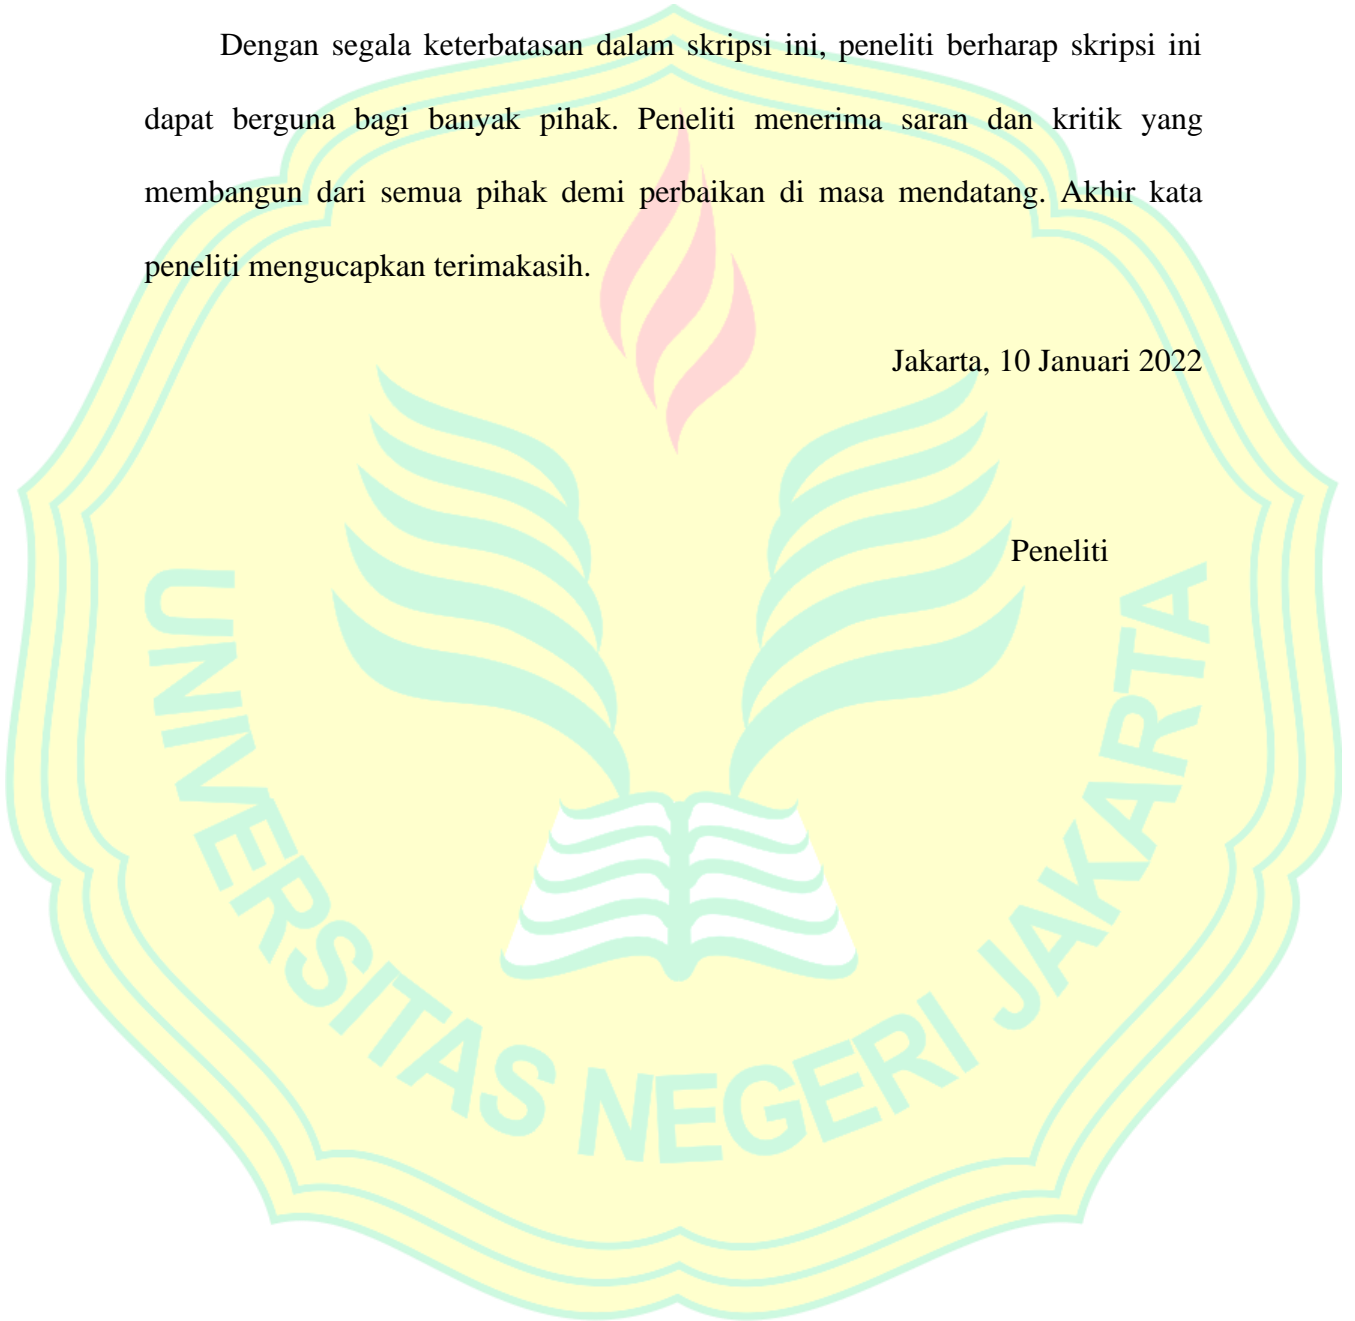 Dengan segala keterbatasan dalam skripsi ini, peneliti berharap skripsi ini
dapat berguna bagi banyak pihak. Peneliti menerima saran dan kritik yang
membangun dari semua pihak demi perbaikan di masa mendatang. Akhir kata
peneliti mengucapkan terimakasih.
Jakarta, 10 Januari 2022
Peneliti
UNIVERSITAS NEGERI JAKARTA